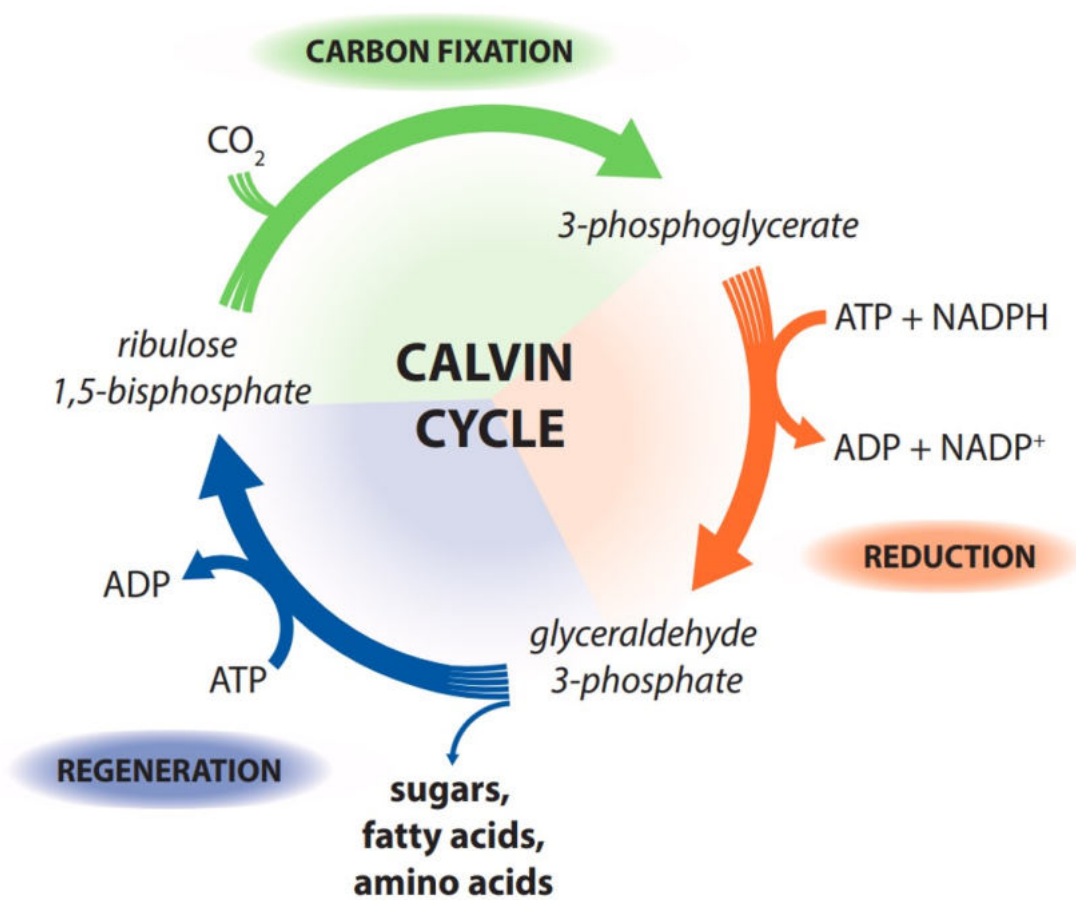 CARBON FIXATION
CO₂
3-phosphoglycerate
ATP + NADPH
ribulose
1,5-bisphosphate
CALVIN
CYCLE
ADP + NADP⁺
REDUCTION
ADP
ATP
glyceraldehyde
3-phosphate
REGENERATION
sugars,
fatty acids,
amino acids